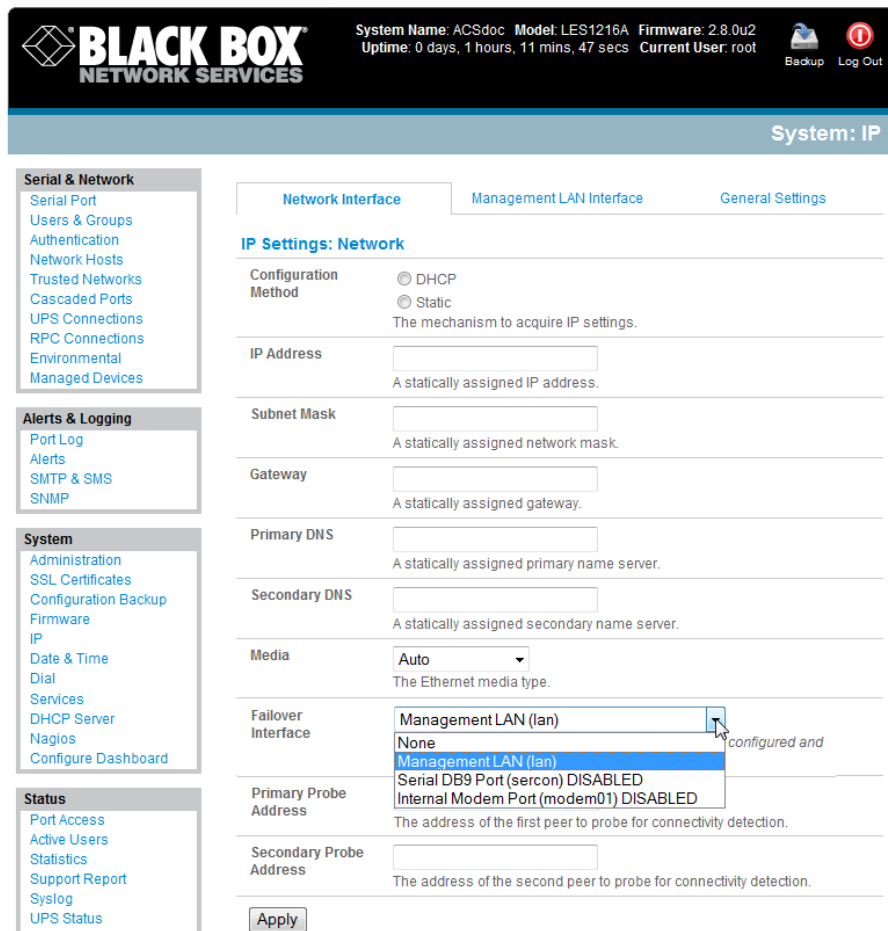 BLACK BOX
NETWORK SERVICES
System Name: ACSdoc Model: LES1216A Firmware: 2.8.0u2
Uptime: 0 days, 1 hours, 11 mins, 47 secs Current User: root
Backup
Log Out
System: IP
Serial & Network
Serial Port
Users & Groups
Authentication
Network Hosts
Trusted Networks
Cascaded Ports
UPS Connections
RPC Connections
Environmental
Managed Devices
Alerts & Logging
Port Log
Alerts
SMTP & SMS
SNMP
System
Administration
SSL Certificates
Configuration Backup
Firmware
IP
Date & Time
Dial
Services
DHCP Server
Nagios
Configure Dashboard
Status
Port Access
Active Users
Statistics
Support Report
Syslog
UPS Status
Network Interface
Management LAN Interface
General Settings
IP Settings: Network
Configuration
Method
DHCP
Static
The mechanism to acquire IP settings.
IP Address
A statically assigned IP address.
Subnet Mask
A statically assigned network mask.
Gateway
A statically assigned gateway.
Primary DNS
A statically assigned primary name server.
Secondary DNS
A statically assigned secondary name server.
Media
Auto
The Ethernet media type.
Failover
Interface
Management LAN (lan)
configured and
None
Management LAN (lan)
Serial DB9 Port (sercon) DISABLED
Internal Modem Port (modem01) DISABLED
Primary Probe
Address
The address of the first peer to probe for connectivity detection.
Secondary Probe
Address
The address of the second peer to probe for connectivity detection.
Apply